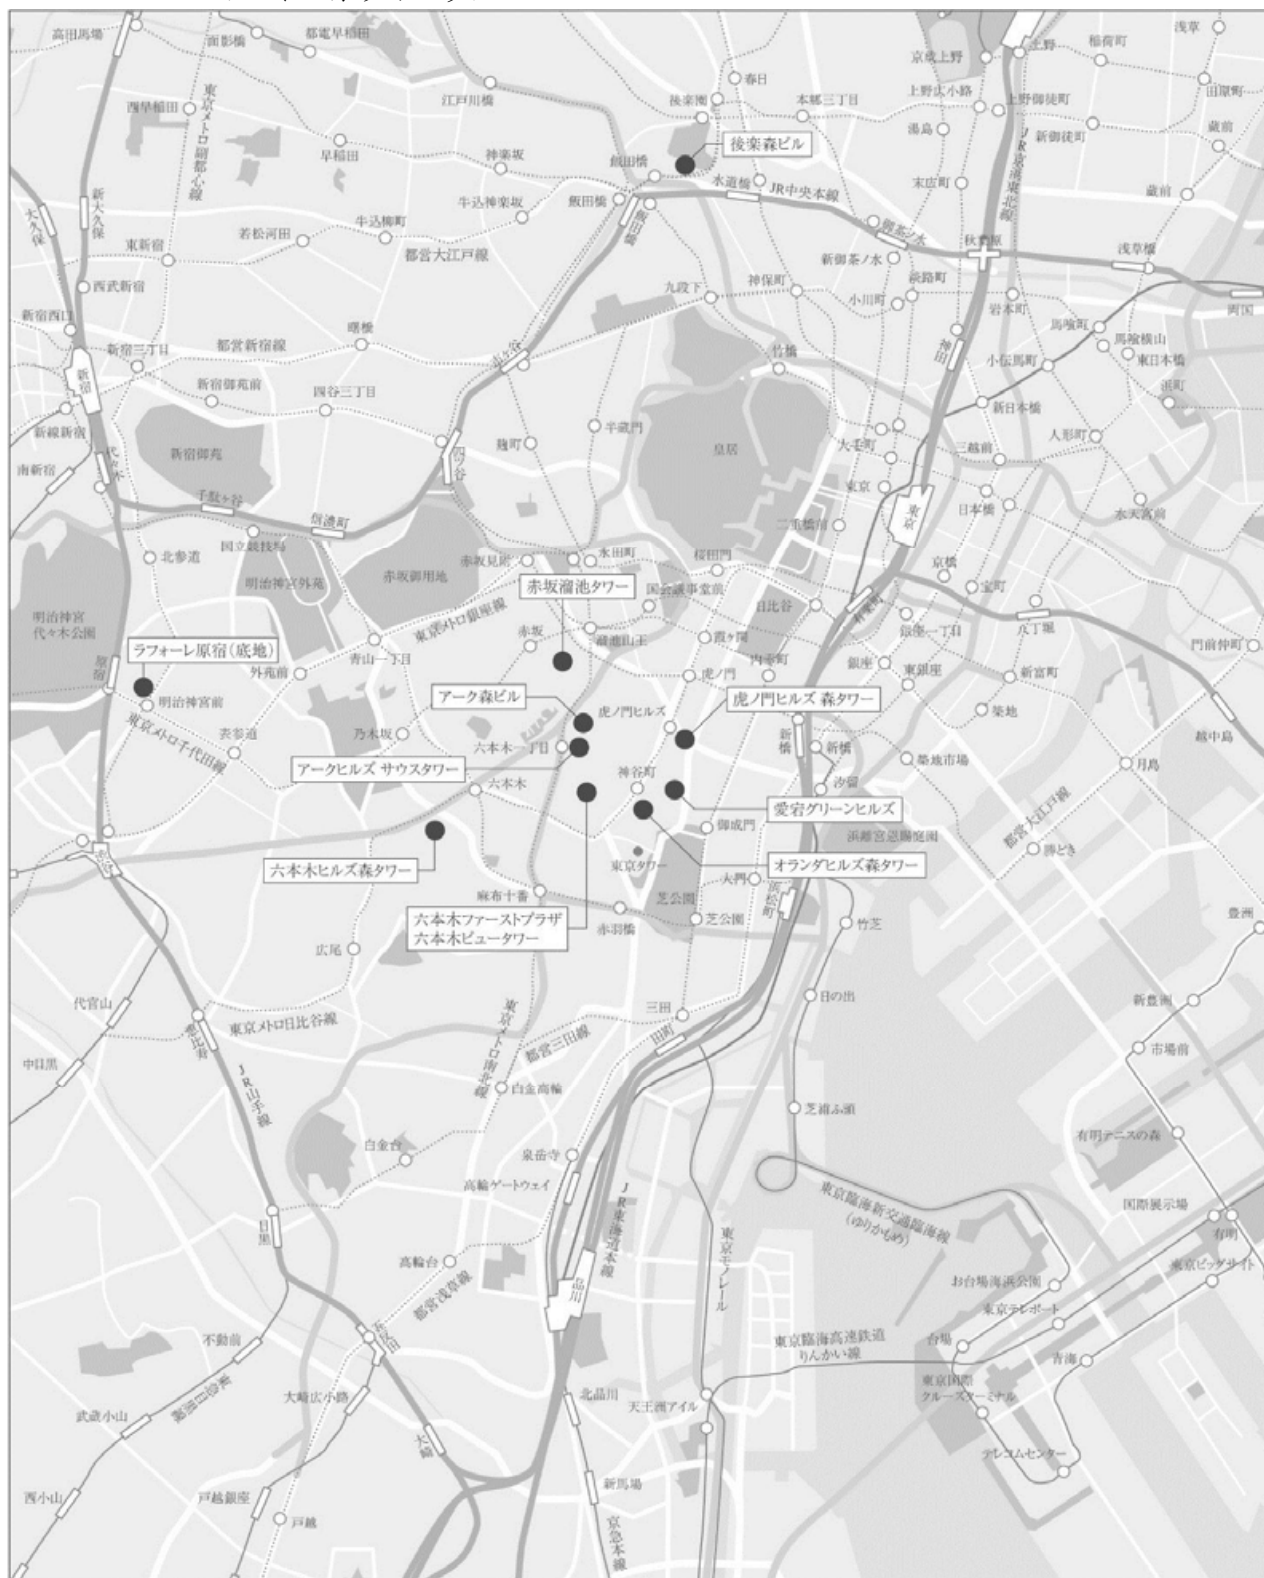 高田馬場
面影橋
都電早稲田
江戸川橋
後楽園
春日
本郷三丁目
京成上野
上野
稲荷町
浅草
上野広小路
上野御徒町
田原町
西早稲田
東京メトロ副都心線
早稲田
神楽坂
飯田橋
後楽森ビル
湯島
新御徒町
蔵前
JR京浜東北線
末広町
水道橋
JR中央本線
蔵前
大久保
新大久保
東新宿
若松河田
牛込柳町
牛込神楽坂
飯田橋
飯田橋
都営大江戸線
御茶ノ水
秋葉原
浅草橋
新御茶ノ水
淡路町
西武新宿
九段下
神保町
小川町
岩本町
両国
新宿西口
曙橋
都営新宿線
市ヶ谷
竹橋
神田
馬喰町
馬喰横山
新宿三丁目
東日本橋
小伝馬町
新宿
新宿御苑前
四谷三丁目
浜町
新線新宿
新日本橋
麹町
半蔵門
大手町
三越前
人形町
新宿御苑
皇居
四ッ谷
南新宿
代々木
東京
東京
日本橋
水天宮前
千駄ヶ谷
信濃町
二重橋前
国立競技場
北参道
赤坂見附
永田町
桜田門
京橋
明治神宮外苑
赤坂御用地
赤坂溜池タワー
国会議事堂前
日比谷
有楽町
宝町
明治神宮
代々木公園
東京メトロ銀座線
銀座一丁目
八丁堀
門前仲町
ラフォーレ原宿(底地)
赤坂
溜池山王
霞ヶ関
原宿
外苑前
青山一丁目
内幸町
銀座
東銀座
新富町
虎ノ門
アーク森ビル
虎ノ門ヒルズ 森タワー
明治神宮前
虎ノ門ヒルズ
築地
東京メトロ千代田線
表参道
乃木坂
六本木一丁目
新橋
新橋
越中島
アークヒルズ サウスタワー
築地市場
月島
六本木
神谷町
汐留
愛宕グリーンヒルズ
都営大江戸線
御成門
浜離宮恩賜庭園
勝どき
渋谷
六本木ヒルズ森タワー
東京タワー
オランダヒルズ森タワー
大門
浜松町
麻布十番
芝公園
六本木ファーストプラザ
六本木ビュータワー
赤羽橋
芝公園
竹芝
豊洲
広尾
代官山
日の出
新豊洲
三田
東京メトロ日比谷線
恵比寿
東京メトロ南北線
都営三田線
田町
市場前
中目黒
JR山手線
白金高輪
芝浦ふ頭
有明テニスの森
白金台
泉岳寺
高輪ゲートウェイ
東京臨海新交通臨海線
(ゆりかもめ)
国際展示場
有明
目黒
JR東海道本線
東京モノレール
高輪台
東京ビッグサイト
品川
お台場海浜公園
都営浅草線
東京テレポート
五反田
不動前
東京臨海高速鉄道
りんかい線
台場
青海
東急目黒線
大崎広小路
北品川
東京国際
クルーズターミナル
武蔵小山
天王洲アイル
大崎
テレコムセンター
新馬場
西小山
戸越銀座
戸越
京急本線